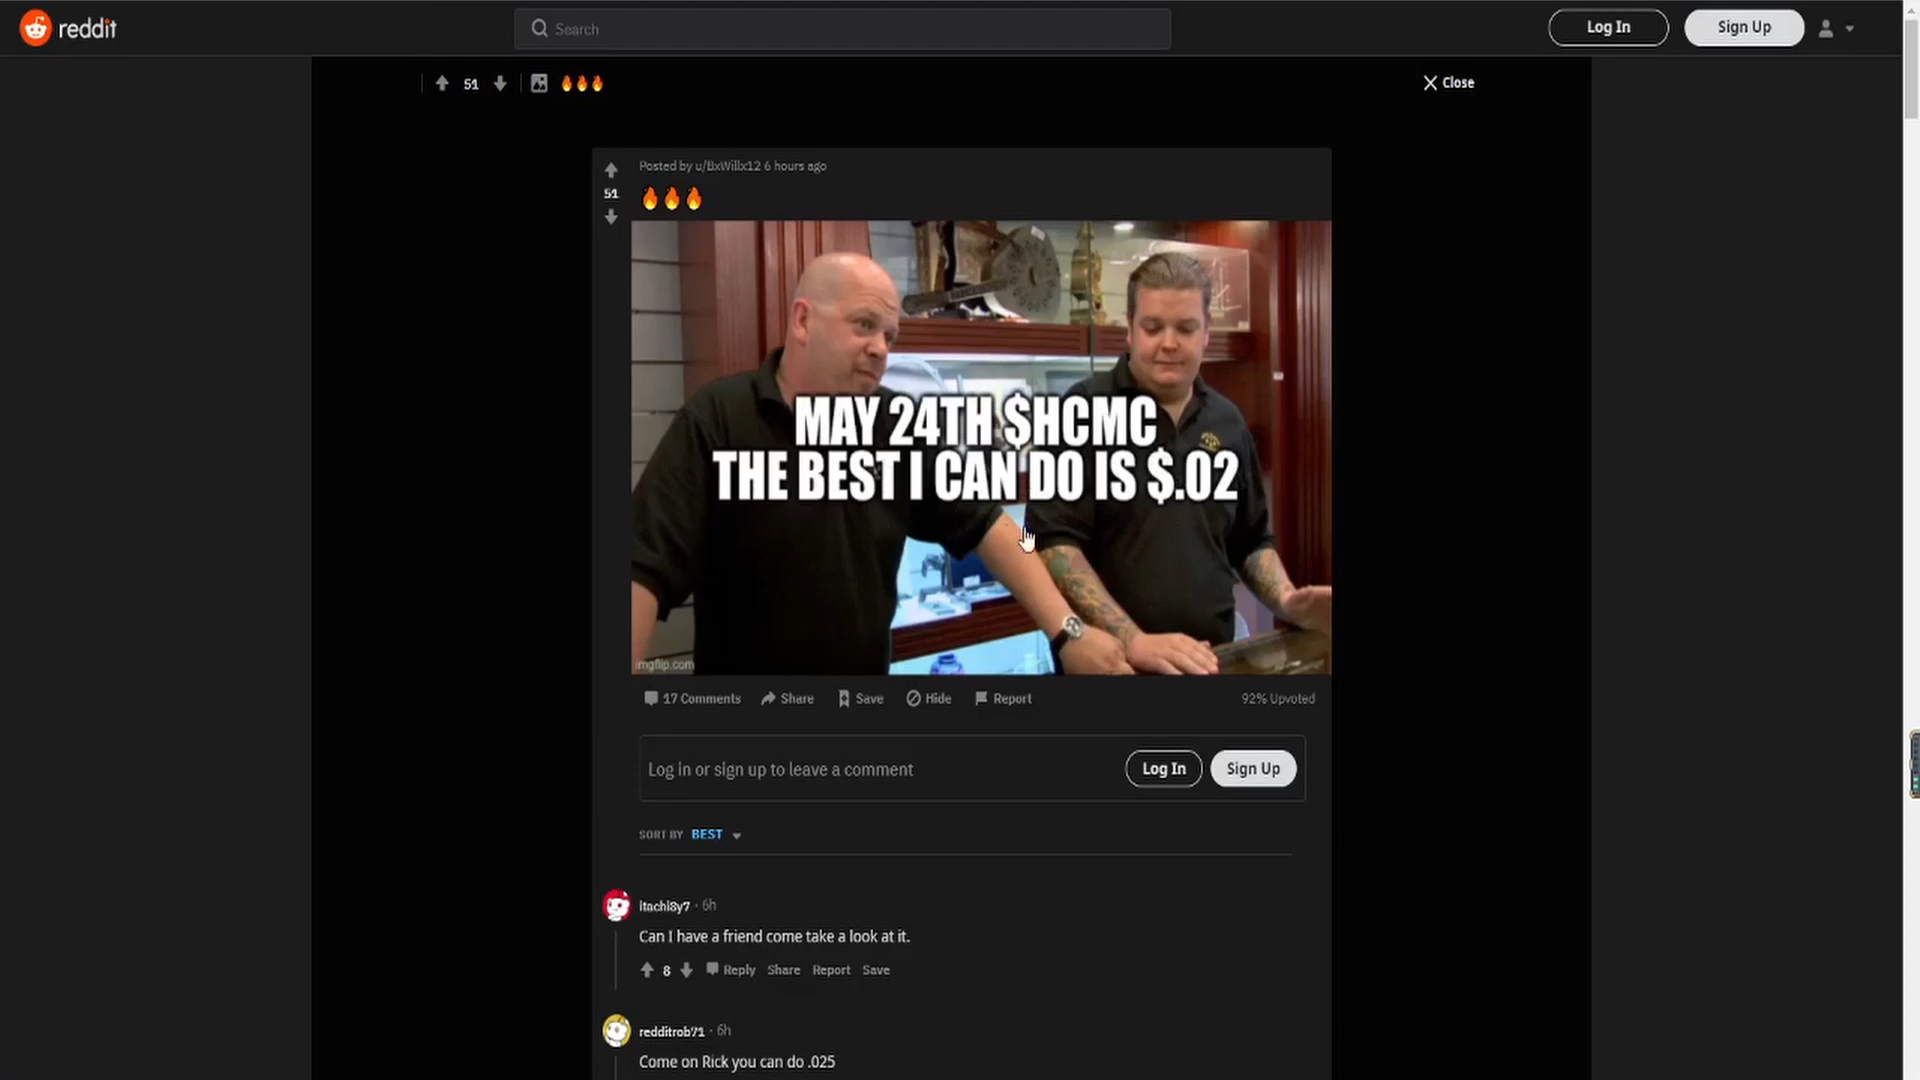 reddit
Search
Log In
Sign Up
51
🔥🔥🔥
Close
Posted by u/BxWillx12 6 hours ago
51
🔥🔥🔥
MAY 24TH $HCMC
THE BEST I CAN DO IS $.02
imgflip.com
17 Comments Share Save Hide Report 92% Upvoted
Log in or sign up to leave a comment Log In Sign Up
SORT BY BEST
itachi8y7 · 6h
Can I have a friend come take a look at it.
8 Reply Share Report Save
redditrob71 · 6h
Come on Rick you can do .025